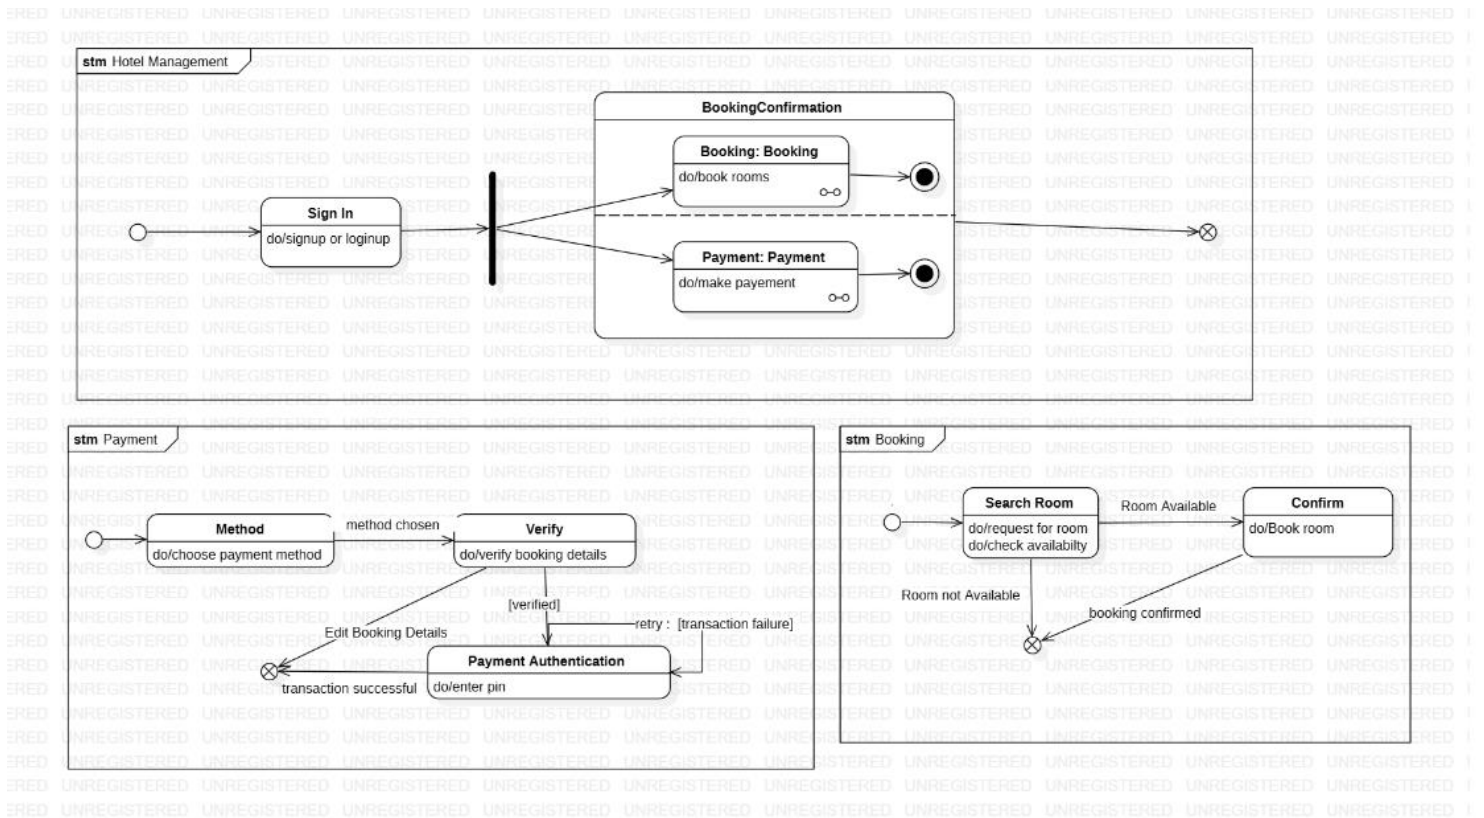 stm Hotel Management
BookingConfirmation
Booking: Booking
do/book rooms
Sign In
do/signup or loginup
Payment: Payment
do/make payement
stm Payment
Method
do/choose payment method
method chosen
Verify
do/verify booking details
[verified]
Edit Booking Details
retry : [transaction failure]
Payment Authentication
do/enter pin
transaction successful
stm Booking
Search Room
do/request for room
do/check availabilty
Room Available
Confirm
do/Book room
Room not Available
booking confirmed
UNREGISTERED